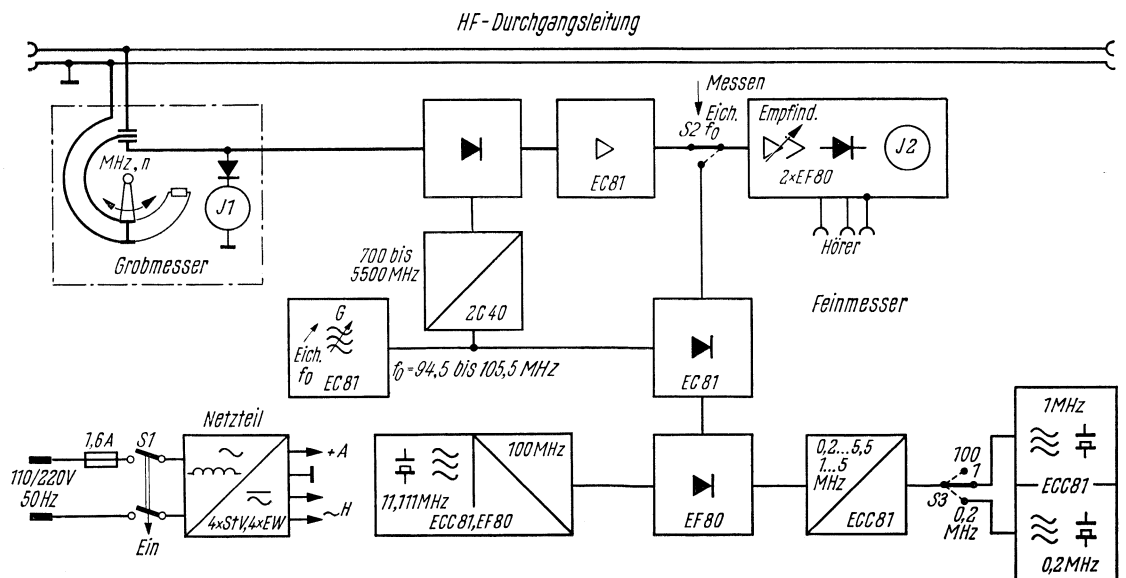 HF-Durchgangsleitung
MHz, n
J1
Grobmesser
EC81
Messen
Eich.
S2 f₀
Empfind.
2×EF80
J2
Hörer
Feinmesser
700 bis
5500 MHz
2C40
G
Eich.
f₀
EC81
f₀=94,5 bis 105,5 MHz
EC81
Netzteil
1,6A
S1
110/220V
50Hz
Ein
4×StV,4×EW
+A
~H
11,111MHz
100MHz
ECC81,EF80
EF80
0,2...5,5
1...5
MHz
ECC81
100
1
S3
0,2
MHz
1MHz
ECC81
0,2MHz